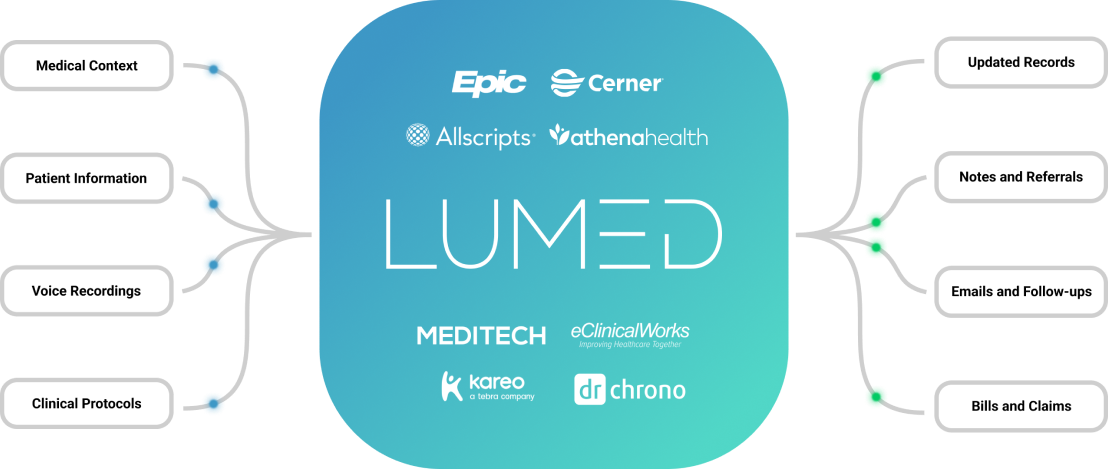 Medical Context
Patient Information
Voice Recordings
Clinical Protocols
Epic
Cerner
Allscripts
athenahealth
LUMED
MEDITECH
eClinicalWorks
Improving Healthcare Together
kareo
a tebra company
dr chrono
Updated Records
Notes and Referrals
Emails and Follow-ups
Bills and Claims